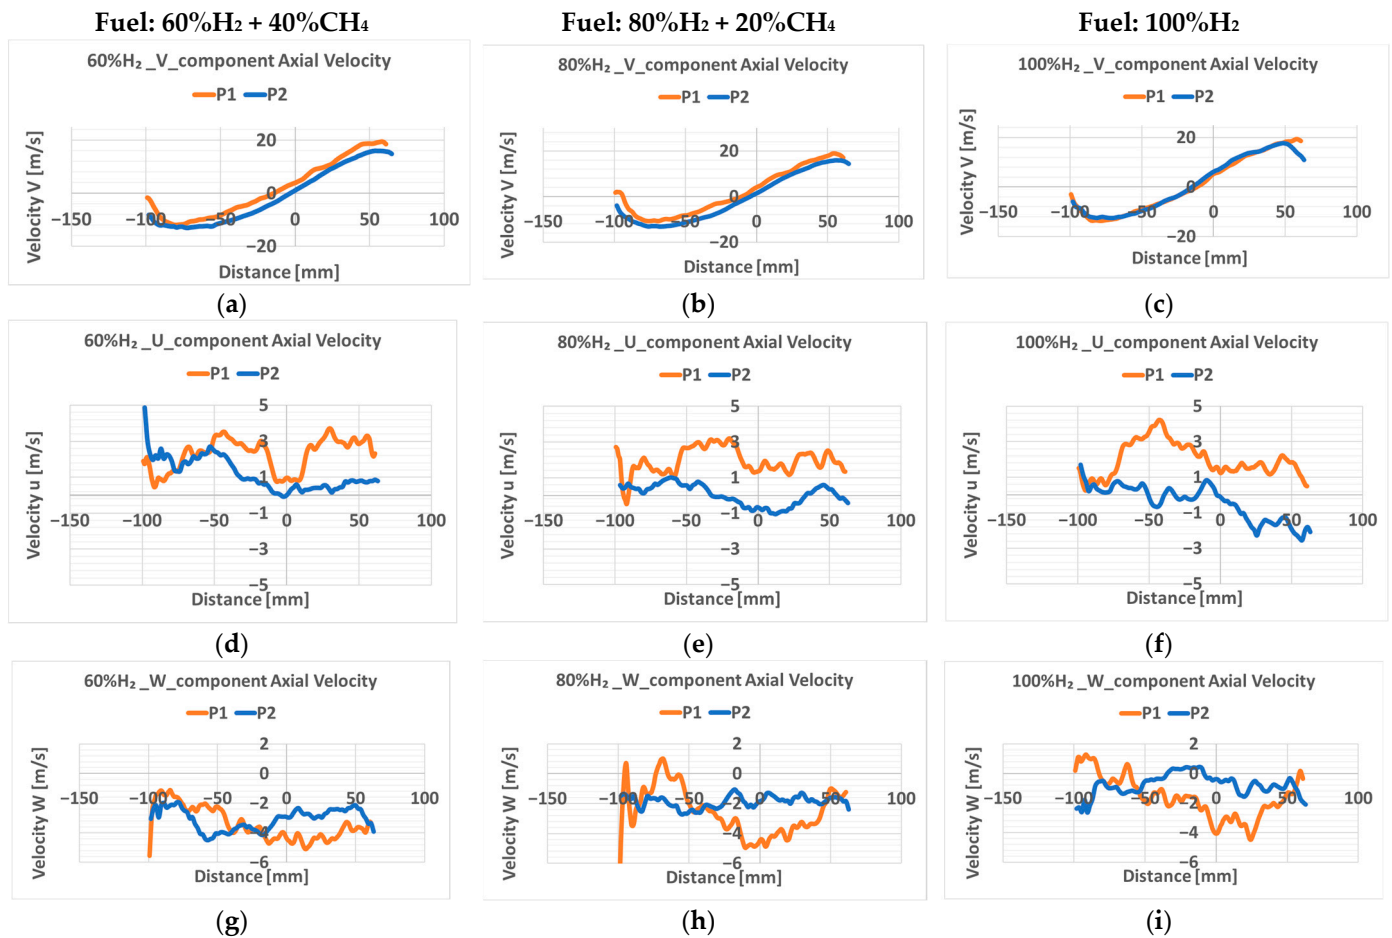 Fuel: 60%H₂ + 40%CH₄ Fuel: 80%H₂ + 20%CH₄ Fuel: 100%H₂
60%H₂ _V_component Axial Velocity
P1 P2
Velocity V [m/s]
20
0
−20
−150 −100 −50 0 50 100
Distance [mm]
(a)
80%H₂ _V_component Axial Velocity
P1 P2
Velocity V [m/s]
20
0
−20
−150 −100 −50 0 50 100
Distance [mm]
(b)
100%H₂ _V_component Axial Velocity
P1 P2
Velocity V [m/s]
20
0
−20
−150 −100 −50 0 50 100
Distance [mm]
(c)
60%H₂ _U_component Axial Velocity
P1 P2
Velocity u [m/s]
5
3
1
−1
−3
−5
−150 −100 −50 0 50 100
Distance [mm]
(d)
80%H₂ _U_component Axial Velocity
P1 P2
Velocity u [m/s]
5
3
1
−1
−3
−5
−150 −100 −50 0 50 100
Distance [mm]
(e)
100%H₂ _U_component Axial Velocity
P1 P2
Velocity u [m/s]
5
3
1
−1
−3
−5
−150 −100 −50 0 50 100
Distance [mm]
(f)
60%H₂ _W_component Axial Velocity
P1 P2
Velocity W [m/s]
2
0
−2
−4
−6
−150 −100 −50 0 50 100
Distance [mm]
(g)
80%H₂ _W_component Axial Velocity
P1 P2
Velocity W [m/s]
2
0
−2
−4
−6
−150 −100 −50 0 50 100
Distance [mm]
(h)
100%H₂ _W_component Axial Velocity
P1 P2
Velocity W [m/s]
2
0
−2
−4
−6
−150 −100 −50 0 50 100
Distance [mm]
(i)